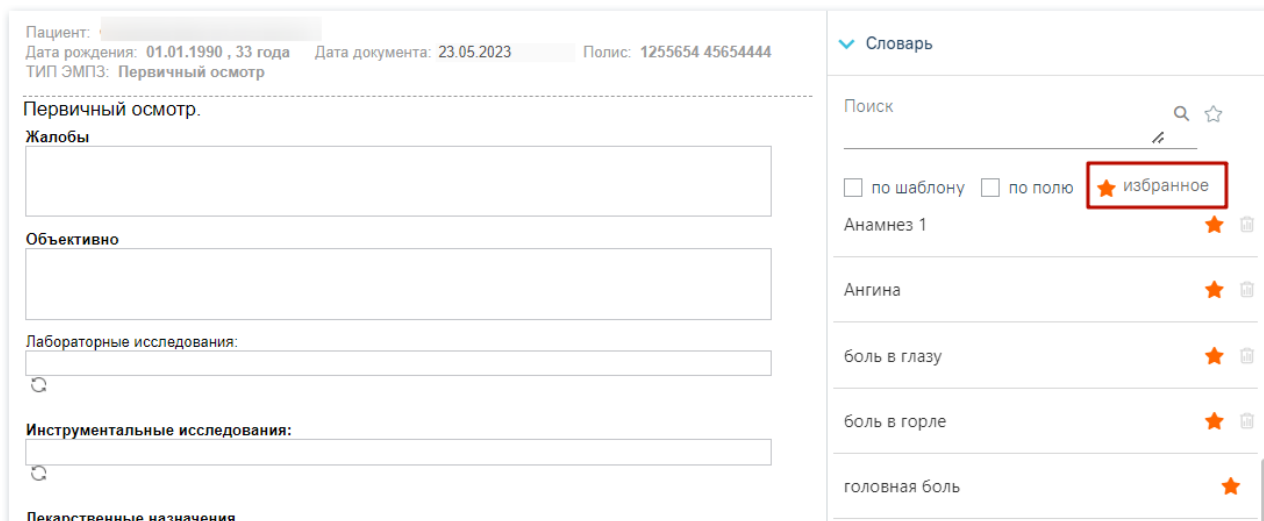 Пациент:
Дата рождения: 01.01.1990 , 33 года Дата документа: 23.05.2023 Полис: 1255654 45654444
ТИП ЭМПЗ: Первичный осмотр
Первичный осмотр.
Жалобы
Объективно
Лабораторные исследования:
Инструментальные исследования:
Лекарственные назначения
Словарь
Поиск
по шаблону по полю избранное
Анамнез 1
Ангина
боль в глазу
боль в горле
головная боль